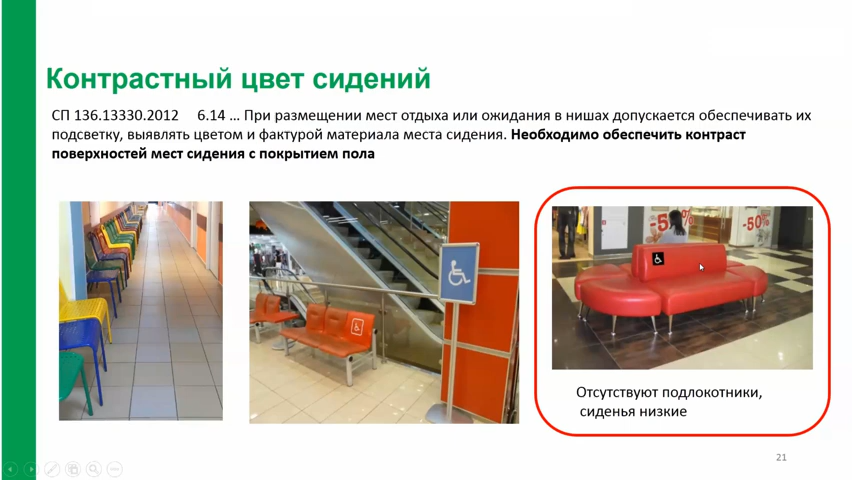 Контрастный цвет сидений
СП 136.13330.2012 6.14 ... При размещении мест отдыха или ожидания в нишах допускается обеспечивать их
подсветку, выявлять цветом и фактурой материала места сидения. Необходимо обеспечить контраст
поверхностей мест сидения с покрытием пола
-50%
-50%
Отсутствуют подлокотники,
сиденья низкие
21